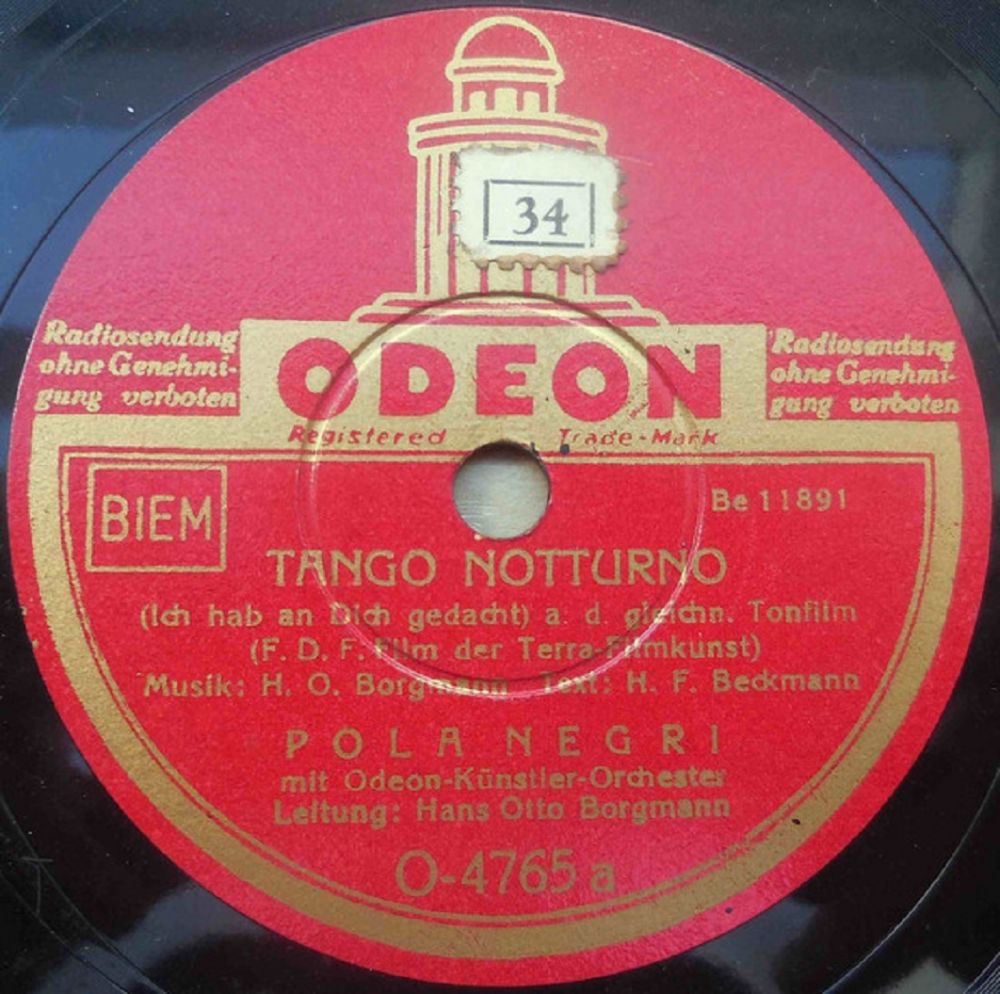 34
Radiosendung
ohne Genehmi-
gung verboten
ODEON
Registered Trade-Mark
Radiosendung
ohne Genehmi-
gung verboten
BIEM
Be 11891
TANGO NOTTURNO
(Ich hab an Dich gedacht) a. d. gleichn. Tonfilm
(F. D. F. Film der Terra-Filmkunst)
Musik: H. O. Borgmann Text: H. F. Beckmann
POLA NEGRI
mit Odeon-Künstler-Orchester
Leitung: Hans Otto Borgmann
O-4765 a